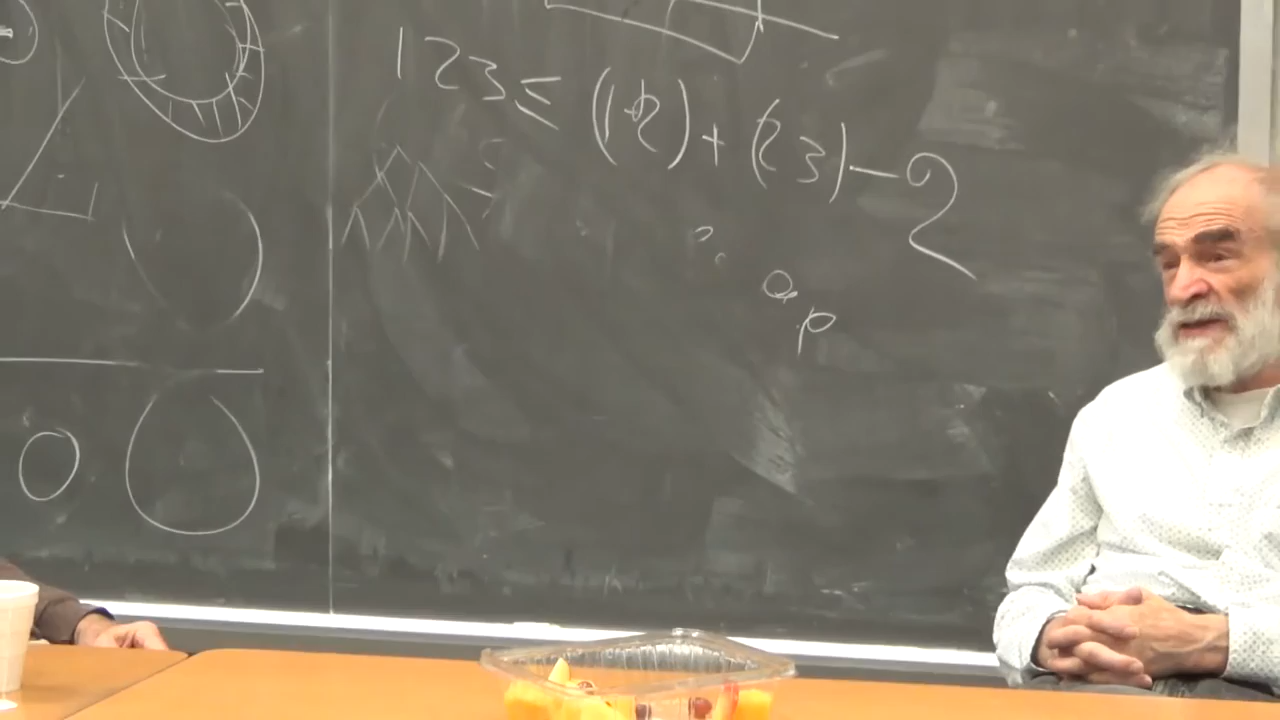 123 ≤ (12) + (23) - 2